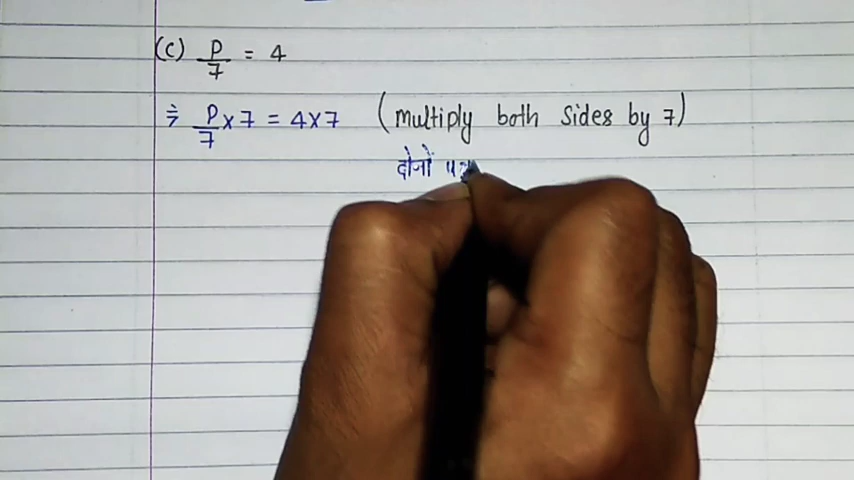 (c) P/7 = 4
⇒ P/7 × 7 = 4×7 (multiply both sides by 7)
दोनों